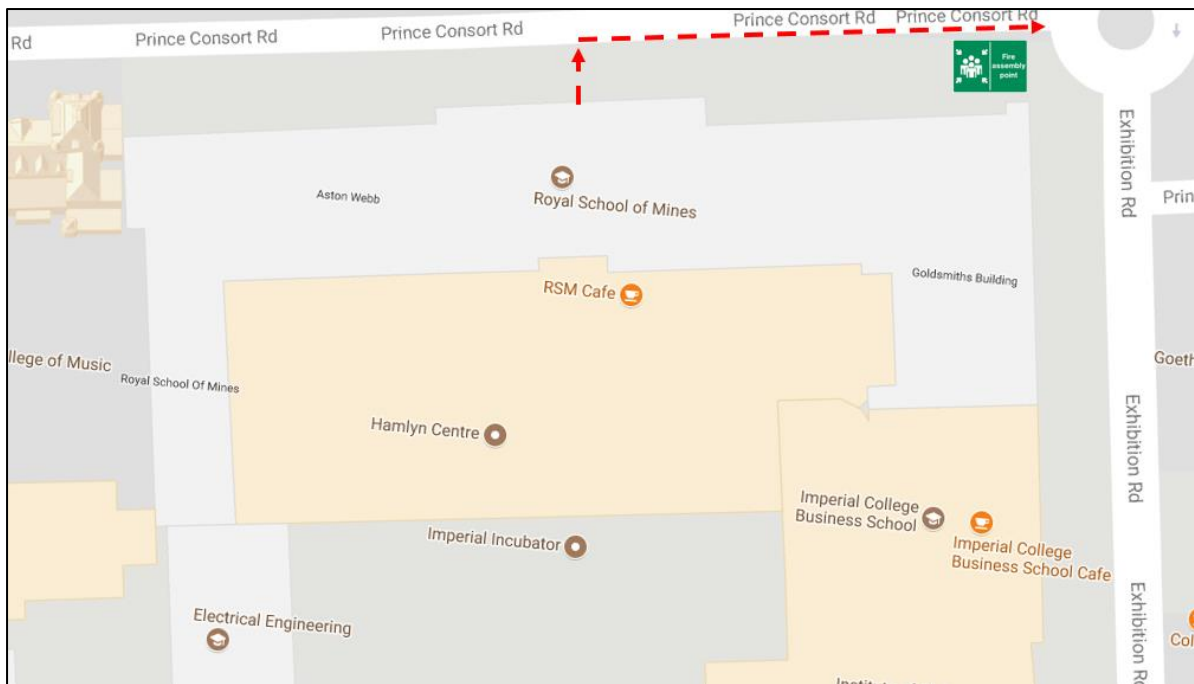 Rd
Prince Consort Rd
Prince Consort Rd
Prince Consort Rd
Prince Consort Rd
Fire
assembly
point
Exhibition Rd
Aston Webb
Royal School of Mines
Prin
Goldsmiths Building
RSM Cafe
llege of Music
Royal School Of Mines
Goeth
Hamlyn Centre
Exhibition Rd
Imperial College
Business School
Imperial Incubator
Imperial College
Business School Cafe
Electrical Engineering
Exhibition Rd
Col